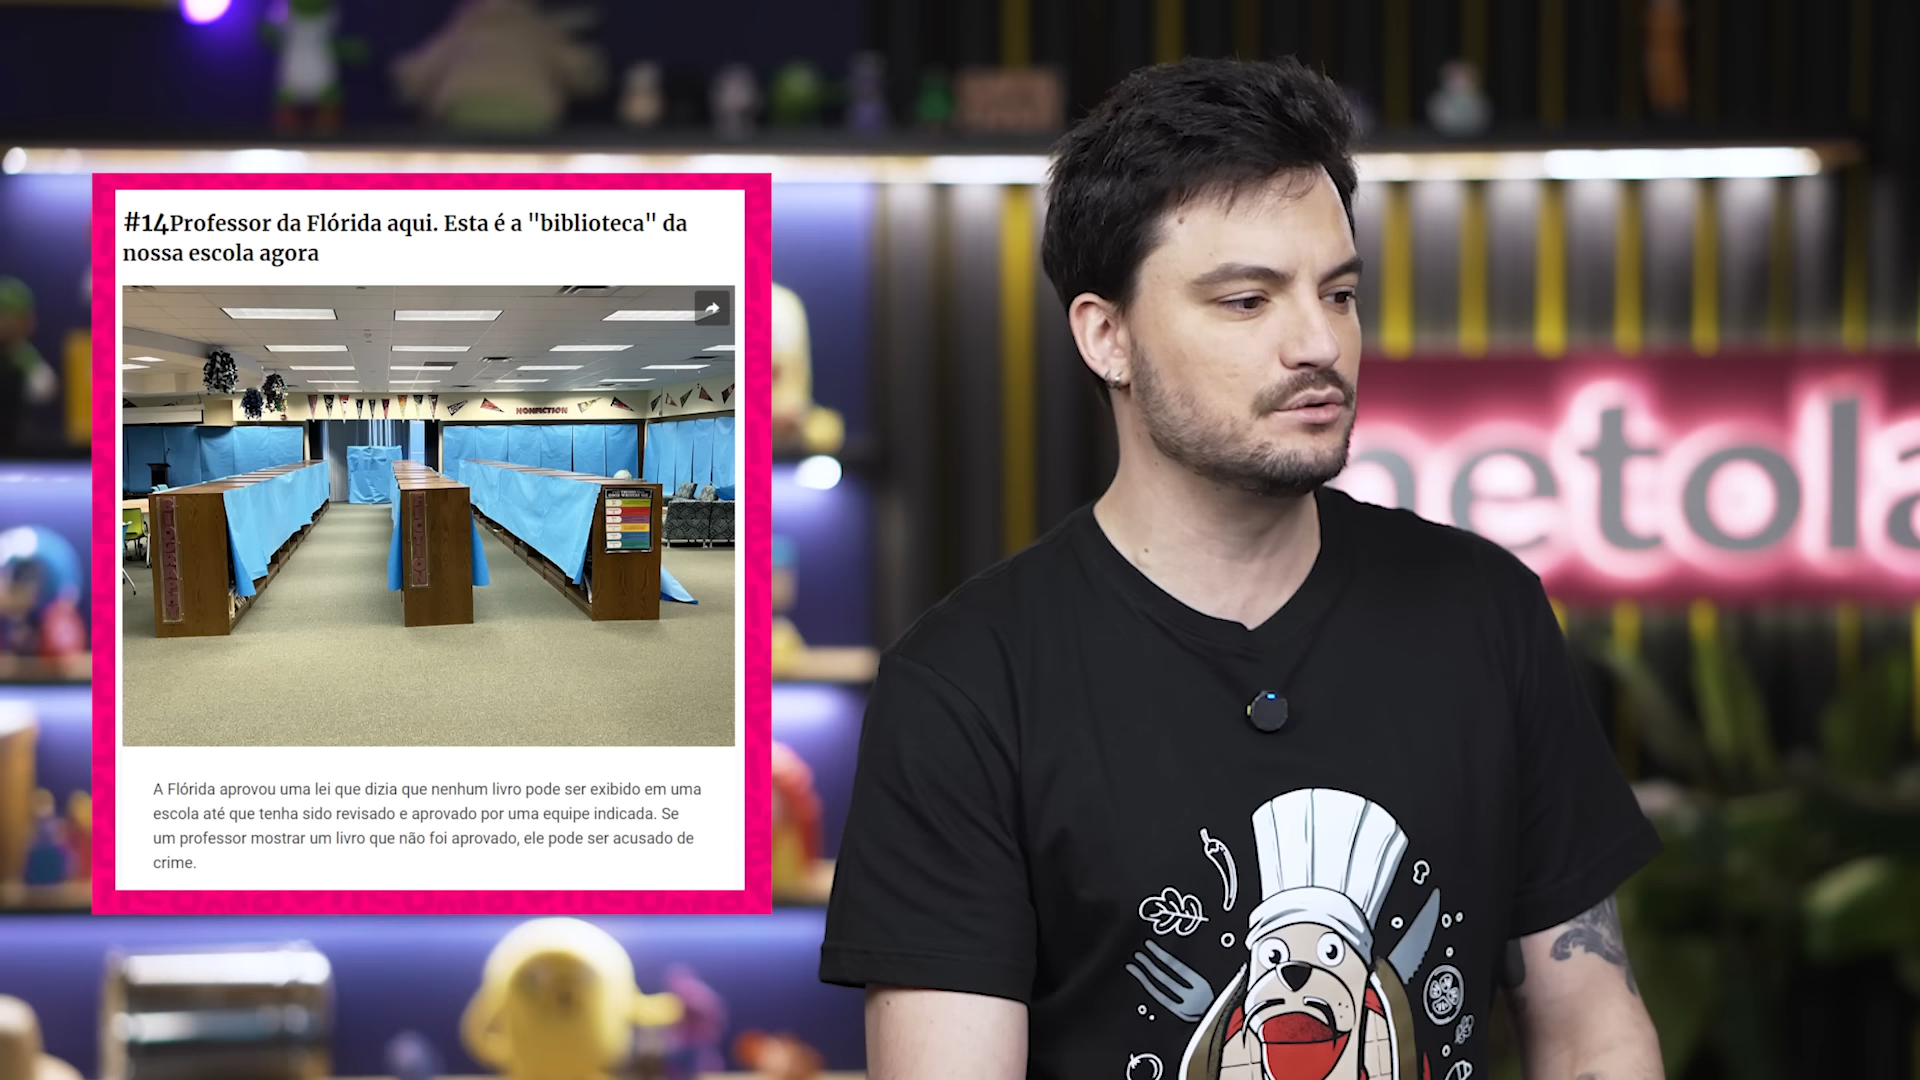 #14Professor da Flórida aqui. Esta é a "biblioteca" da
nossa escola agora
NONFICTION
FICTION
A Flórida aprovou uma lei que dizia que nenhum livro pode ser exibido em uma
escola até que tenha sido revisado e aprovado por uma equipe indicada. Se
um professor mostrar um livro que não foi aprovado, ele pode ser acusado de
crime.
netola